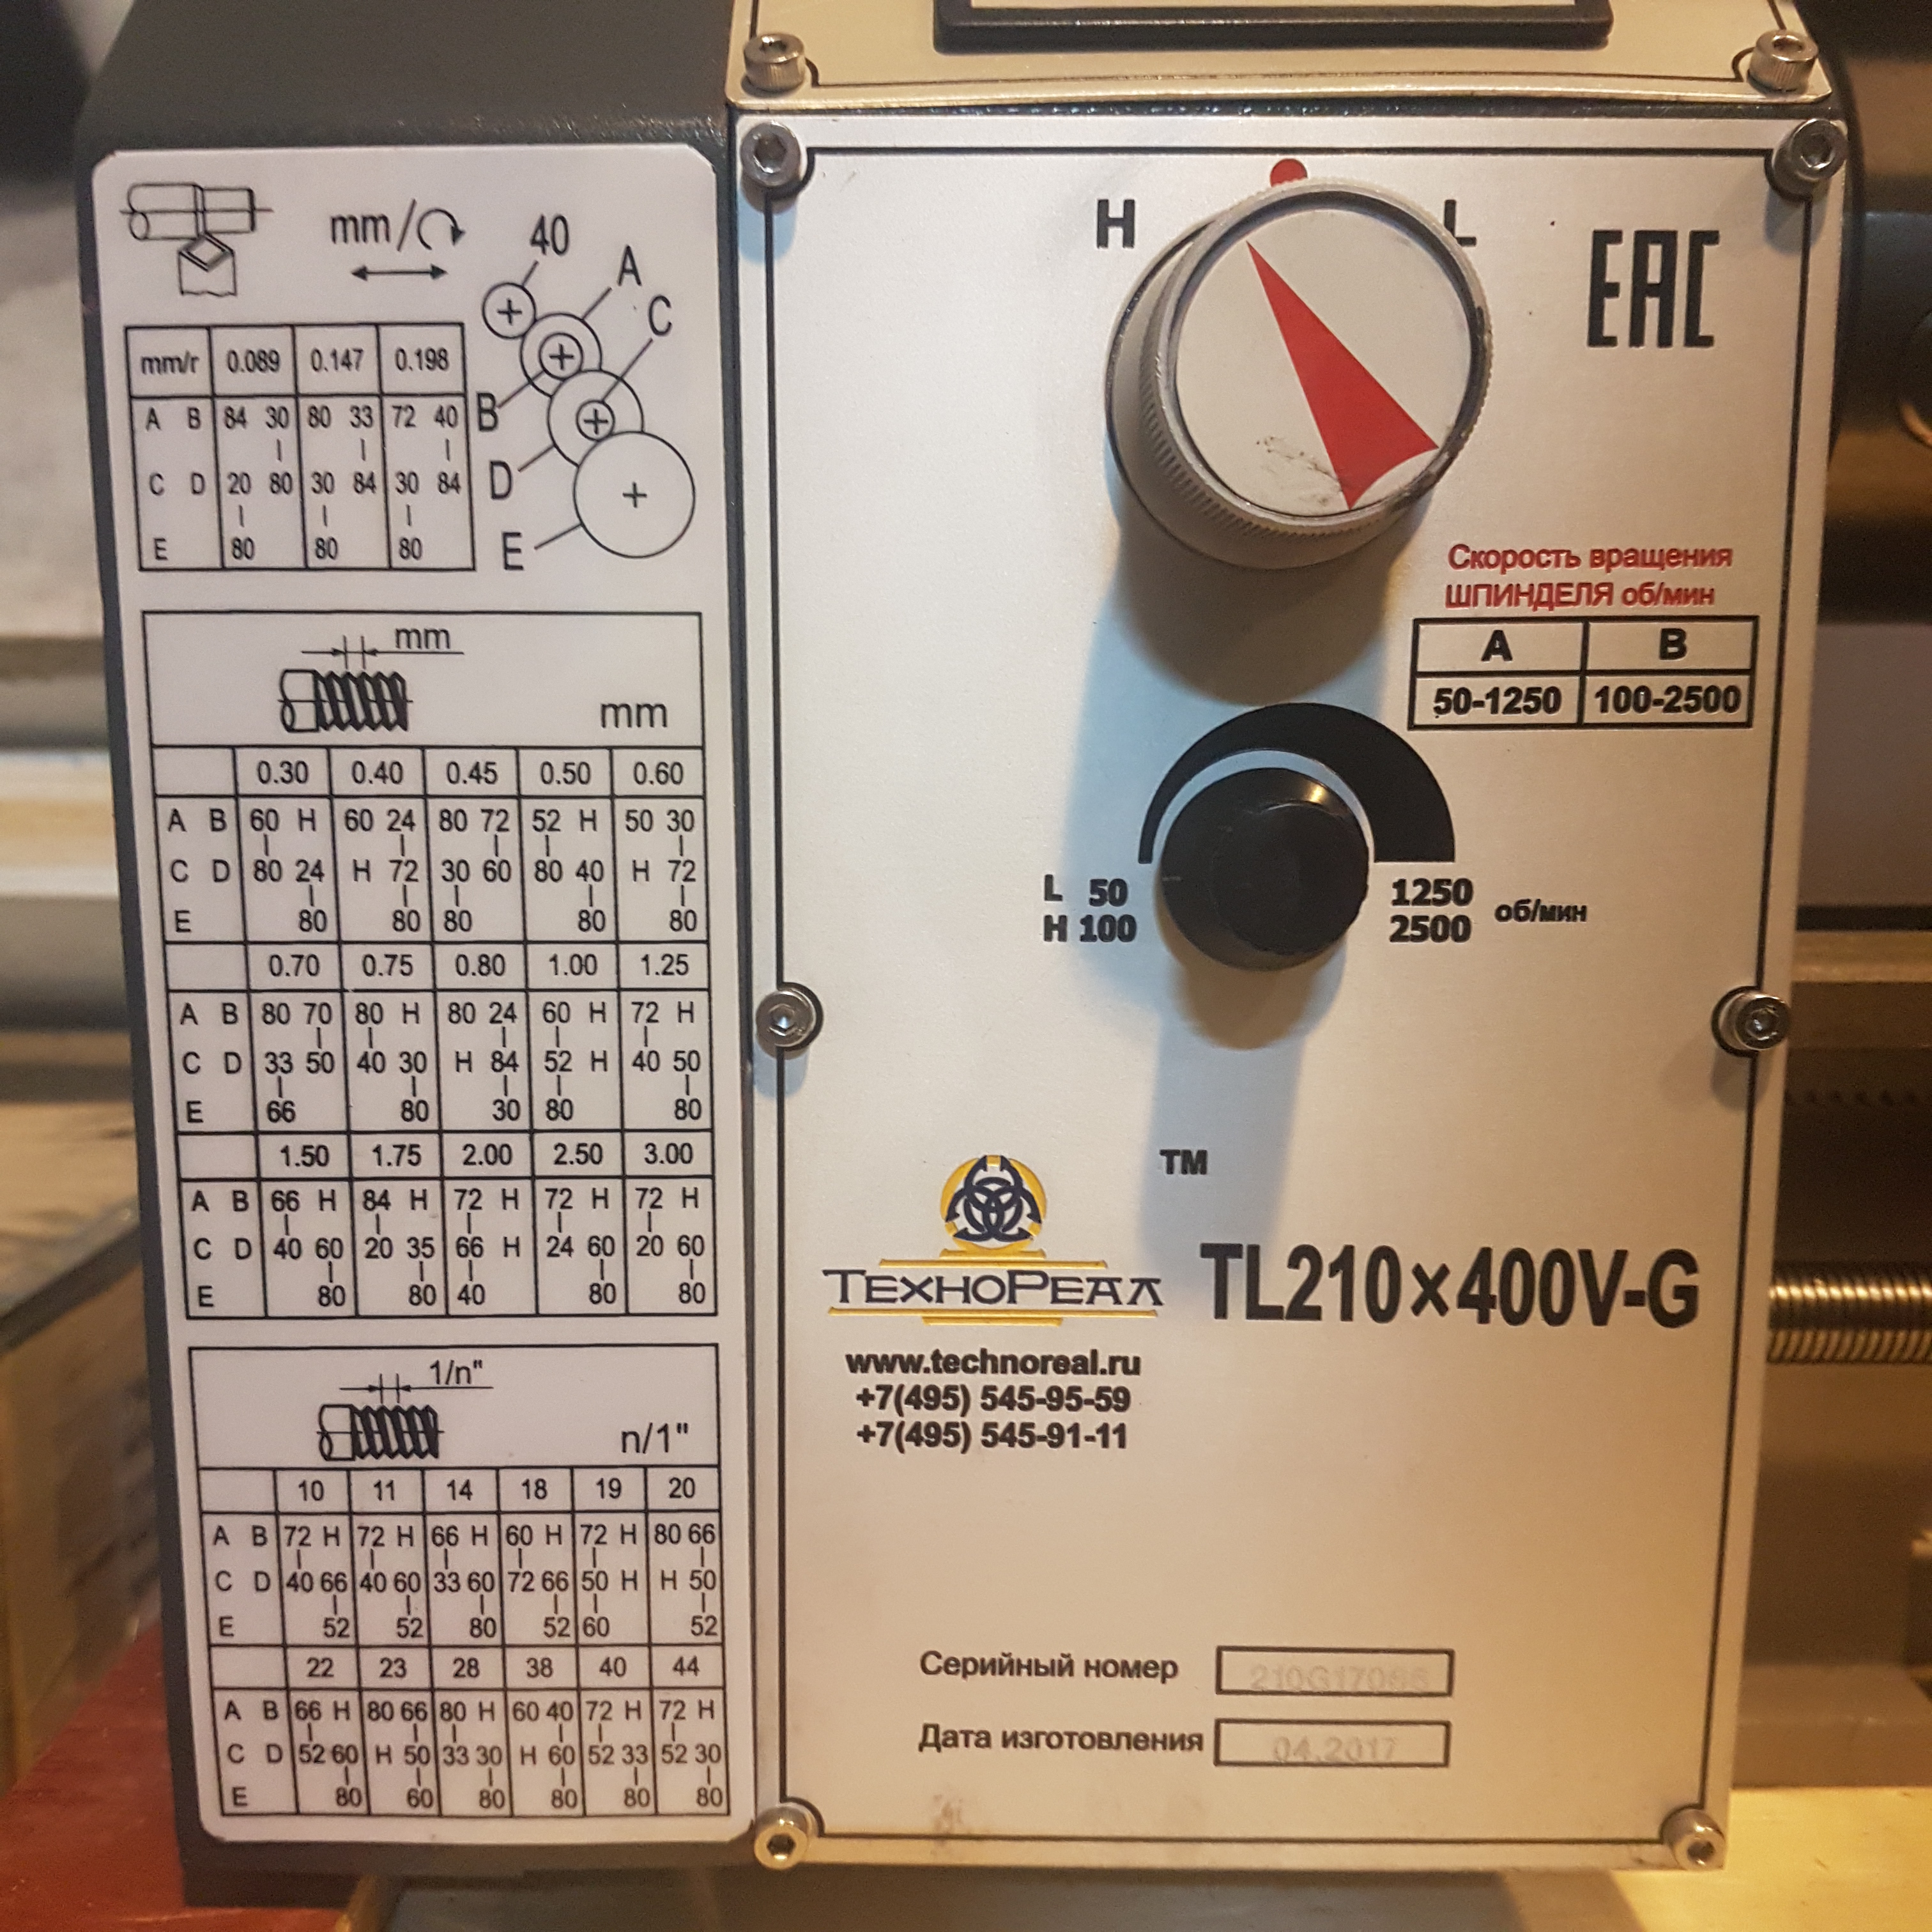 mm/
40
A
C
B
D
E
mm/r 0.089 0.147 0.198
A B 84 30 80 33 72 40
C D 20 80 30 84 30 84
E 80 80 80
mm
mm
0.30 0.40 0.45 0.50 0.60
A B 60 H 60 24 80 72 52 H 50 30
C D 80 24 H 72 30 60 80 40 H 72
E 80 80 80 80 80
0.70 0.75 0.80 1.00 1.25
A B 80 70 80 H 80 24 60 H 72 H
C D 33 50 40 30 H 84 52 H 40 50
E 66 80 30 80 80
1.50 1.75 2.00 2.50 3.00
A B 66 H 84 H 72 H 72 H 72 H
C D 40 60 20 35 66 H 24 60 20 60
E 80 80 40 80 80
1/n"
n/1"
10 11 14 18 19 20
A B 72 H 72 H 66 H 60 H 72 H 80 66
C D 40 66 40 60 33 60 72 66 50 H H 50
E 52 52 80 52 60 52
22 23 28 38 40 44
A B 66 H 80 66 80 H 60 40 72 H 72 H
C D 52 60 H 50 33 30 H 60 52 33 52 30
E 80 60 80 80 80 80
H L
EAC
Скорость вращения
ШПИНДЕЛЯ об/мин
A B
50-1250 100-2500
L 50 1250
H 100 2500 об/мин
TM
ТЕХНОРЕАЛ TL210×400V-G
www.technoreal.ru
+7(495) 545-95-59
+7(495) 545-91-11
Серийный номер
Дата изготовления 04.2017